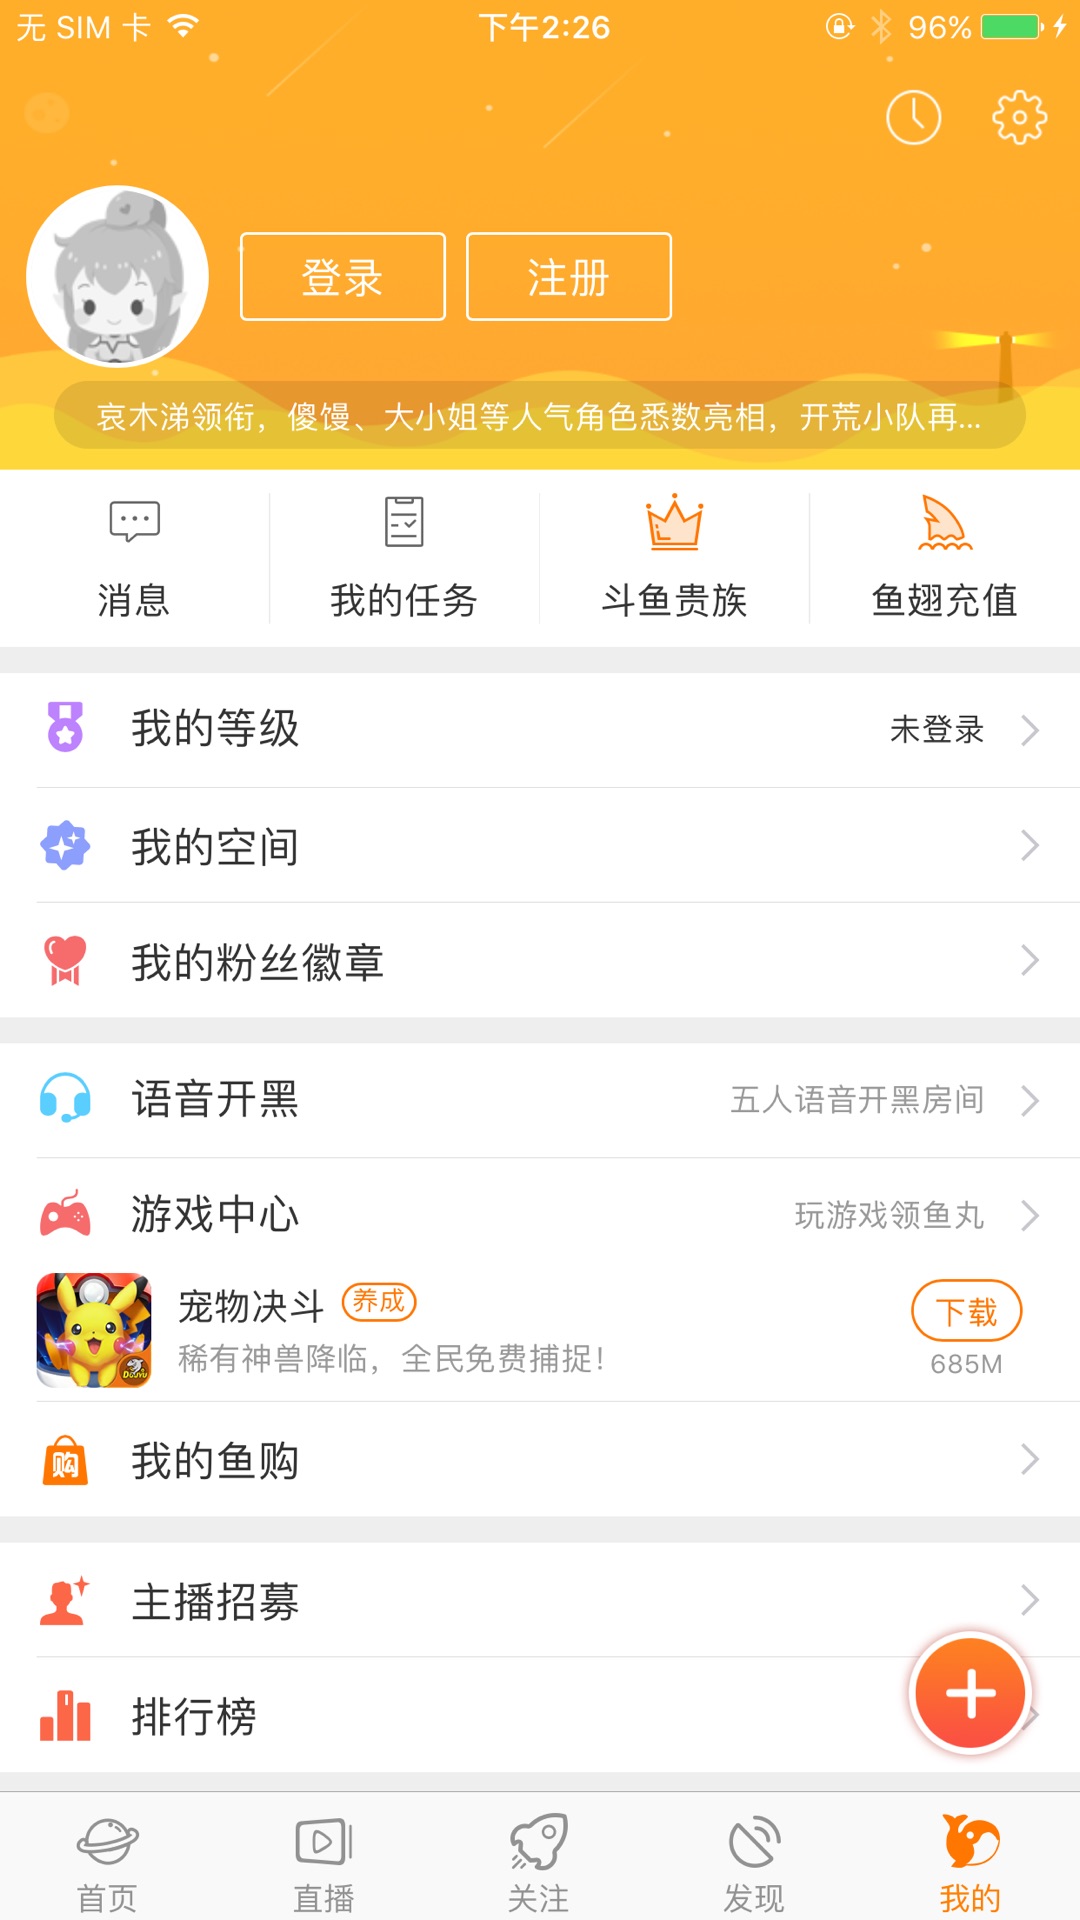 无 SIM 卡 下午2:26 96%
登录 注册
哀木涕领衔，傻馒、大小姐等人气角色悉数亮相，开荒小队再...
消息 我的任务 斗鱼贵族 鱼翅充值
我的等级 未登录
我的空间
我的粉丝徽章
语音开黑 五人语音开黑房间
游戏中心 玩游戏领鱼丸
宠物决斗 养成 下载
稀有神兽降临，全民免费捕捉！ 685M
DOUYU
购 我的鱼购
主播招募
排行榜
首页 直播 关注 发现 我的